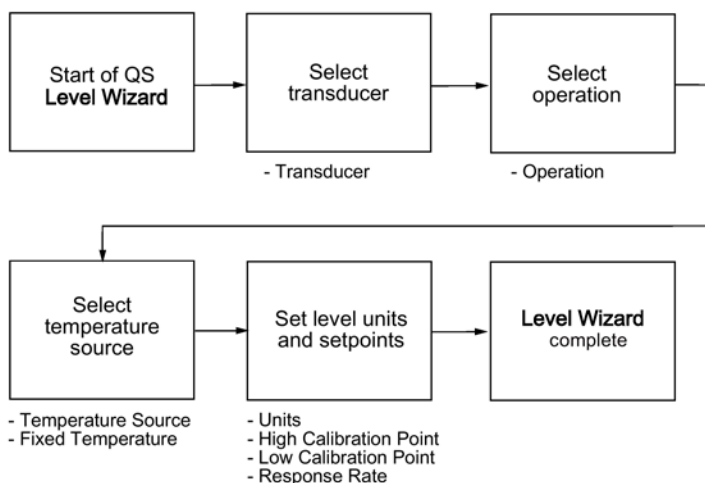 Start of QS
Level Wizard
Select
transducer
Select
operation
- Transducer
- Operation
Select
temperature
source
Set level units
and setpoints
Level Wizard
complete
- Temperature Source
- Fixed Temperature
- Units
- High Calibration Point
- Low Calibration Point
- Response Rate